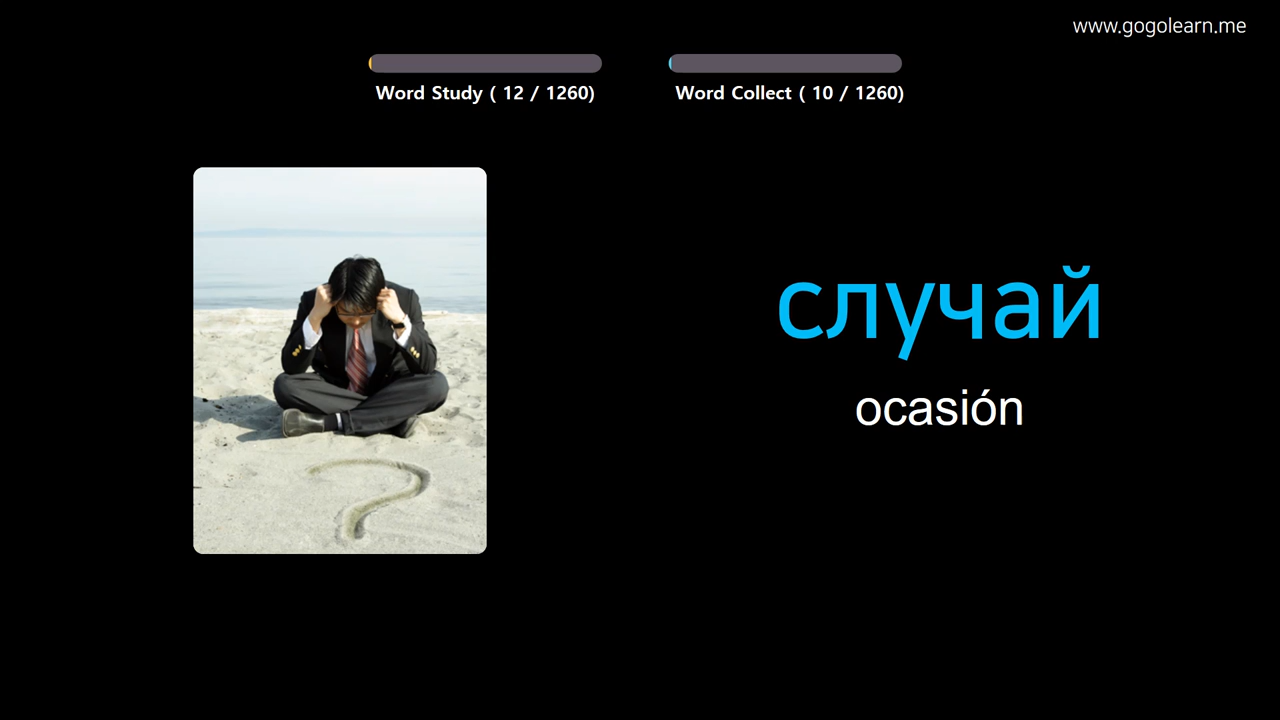 www.gogolearn.me
Word Study ( 12 / 1260)
Word Collect ( 10 / 1260)
случай
ocasión
?